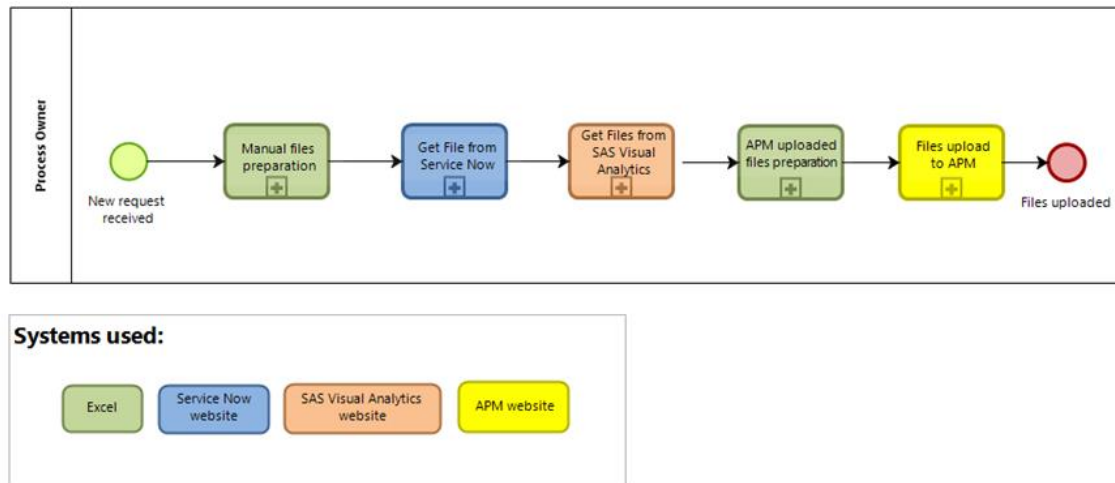 Process Owner
New request
received
Manual files
preparation
Get File from
Service Now
Get Files from
SAS Visual
Analytics
APM uploaded
files preparation
Files upload
to APM
Files uploaded
Systems used:
Excel
Service Now
website
SAS Visual Analytics
website
APM website